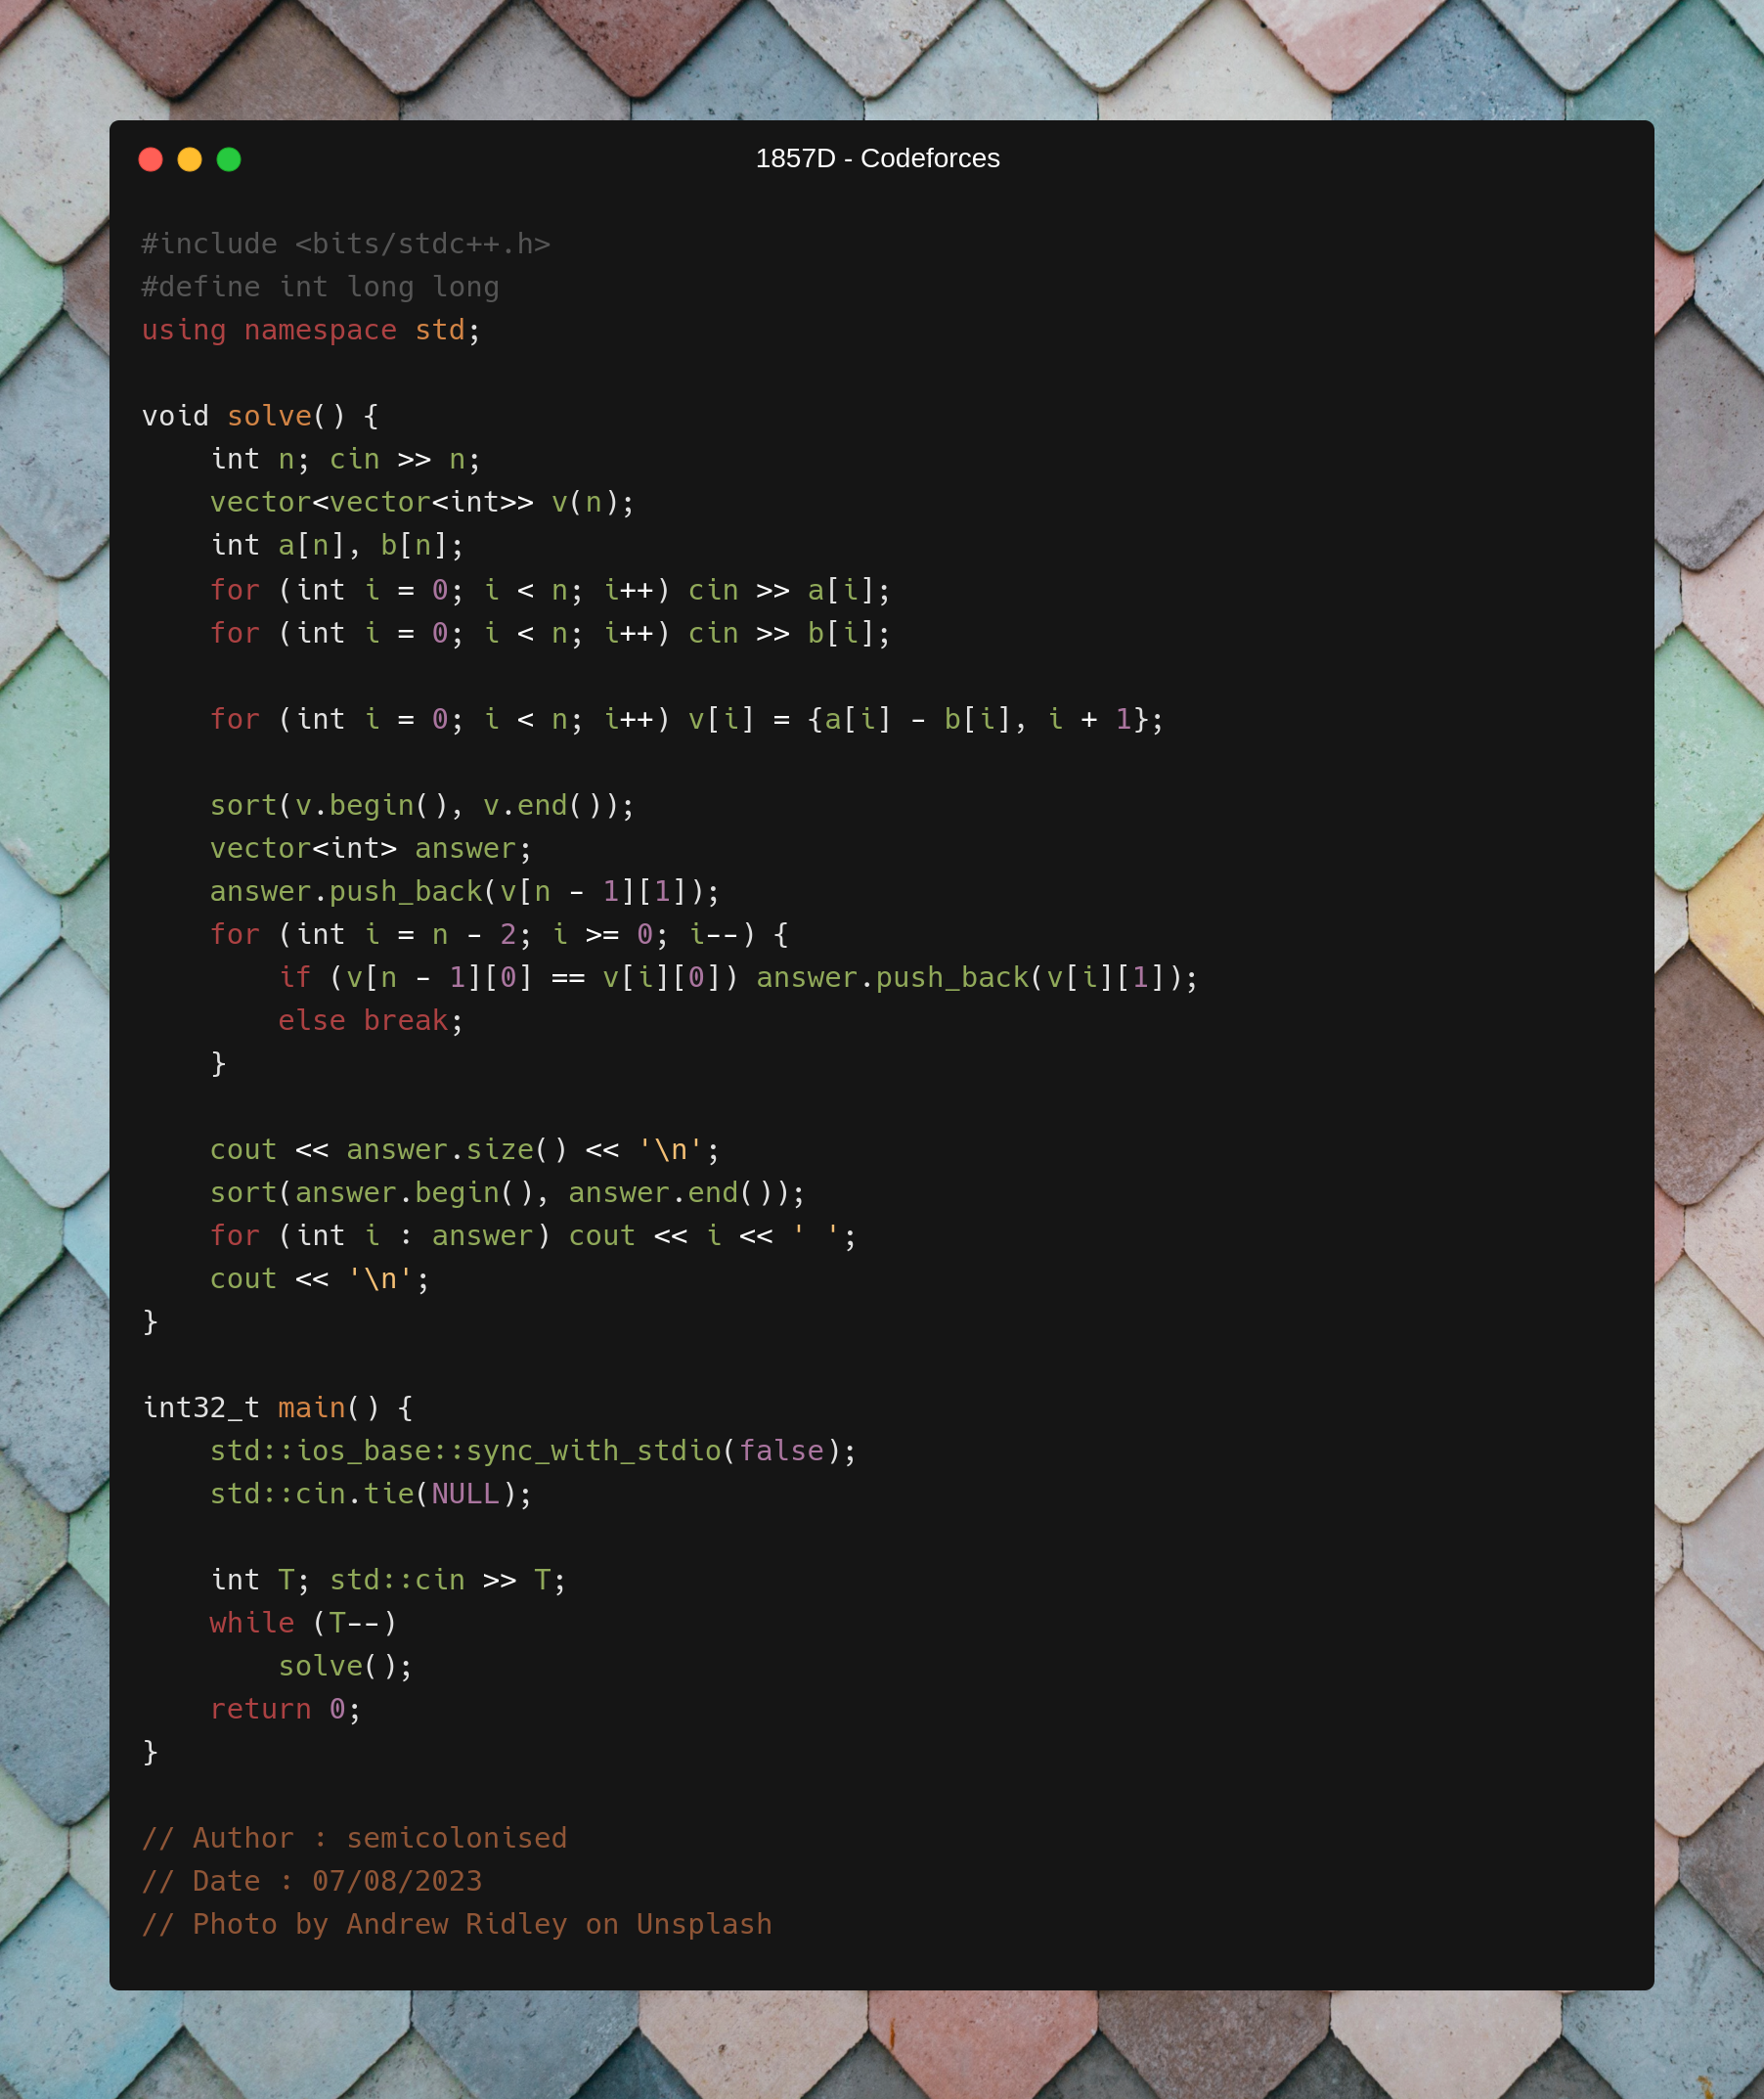 1857D - Codeforces
#include <bits/stdc++.h>
#define int long long
using namespace std;
void solve() {
    int n; cin >> n;
    vector<vector<int>> v(n);
    int a[n], b[n];
    for (int i = 0; i < n; i++) cin >> a[i];
    for (int i = 0; i < n; i++) cin >> b[i];
    for (int i = 0; i < n; i++) v[i] = {a[i] - b[i], i + 1};
    sort(v.begin(), v.end());
    vector<int> answer;
    answer.push_back(v[n - 1][1]);
    for (int i = n - 2; i >= 0; i--) {
        if (v[n - 1][0] == v[i][0]) answer.push_back(v[i][1]);
        else break;
    }
    cout << answer.size() << '\n';
    sort(answer.begin(), answer.end());
    for (int i : answer) cout << i << ' ';
    cout << '\n';
}
int32_t main() {
    std::ios_base::sync_with_stdio(false);
    std::cin.tie(NULL);
    int T; std::cin >> T;
    while (T--)
        solve();
    return 0;
}
// Author : semicolonised
// Date : 07/08/2023
// Photo by Andrew Ridley on Unsplash